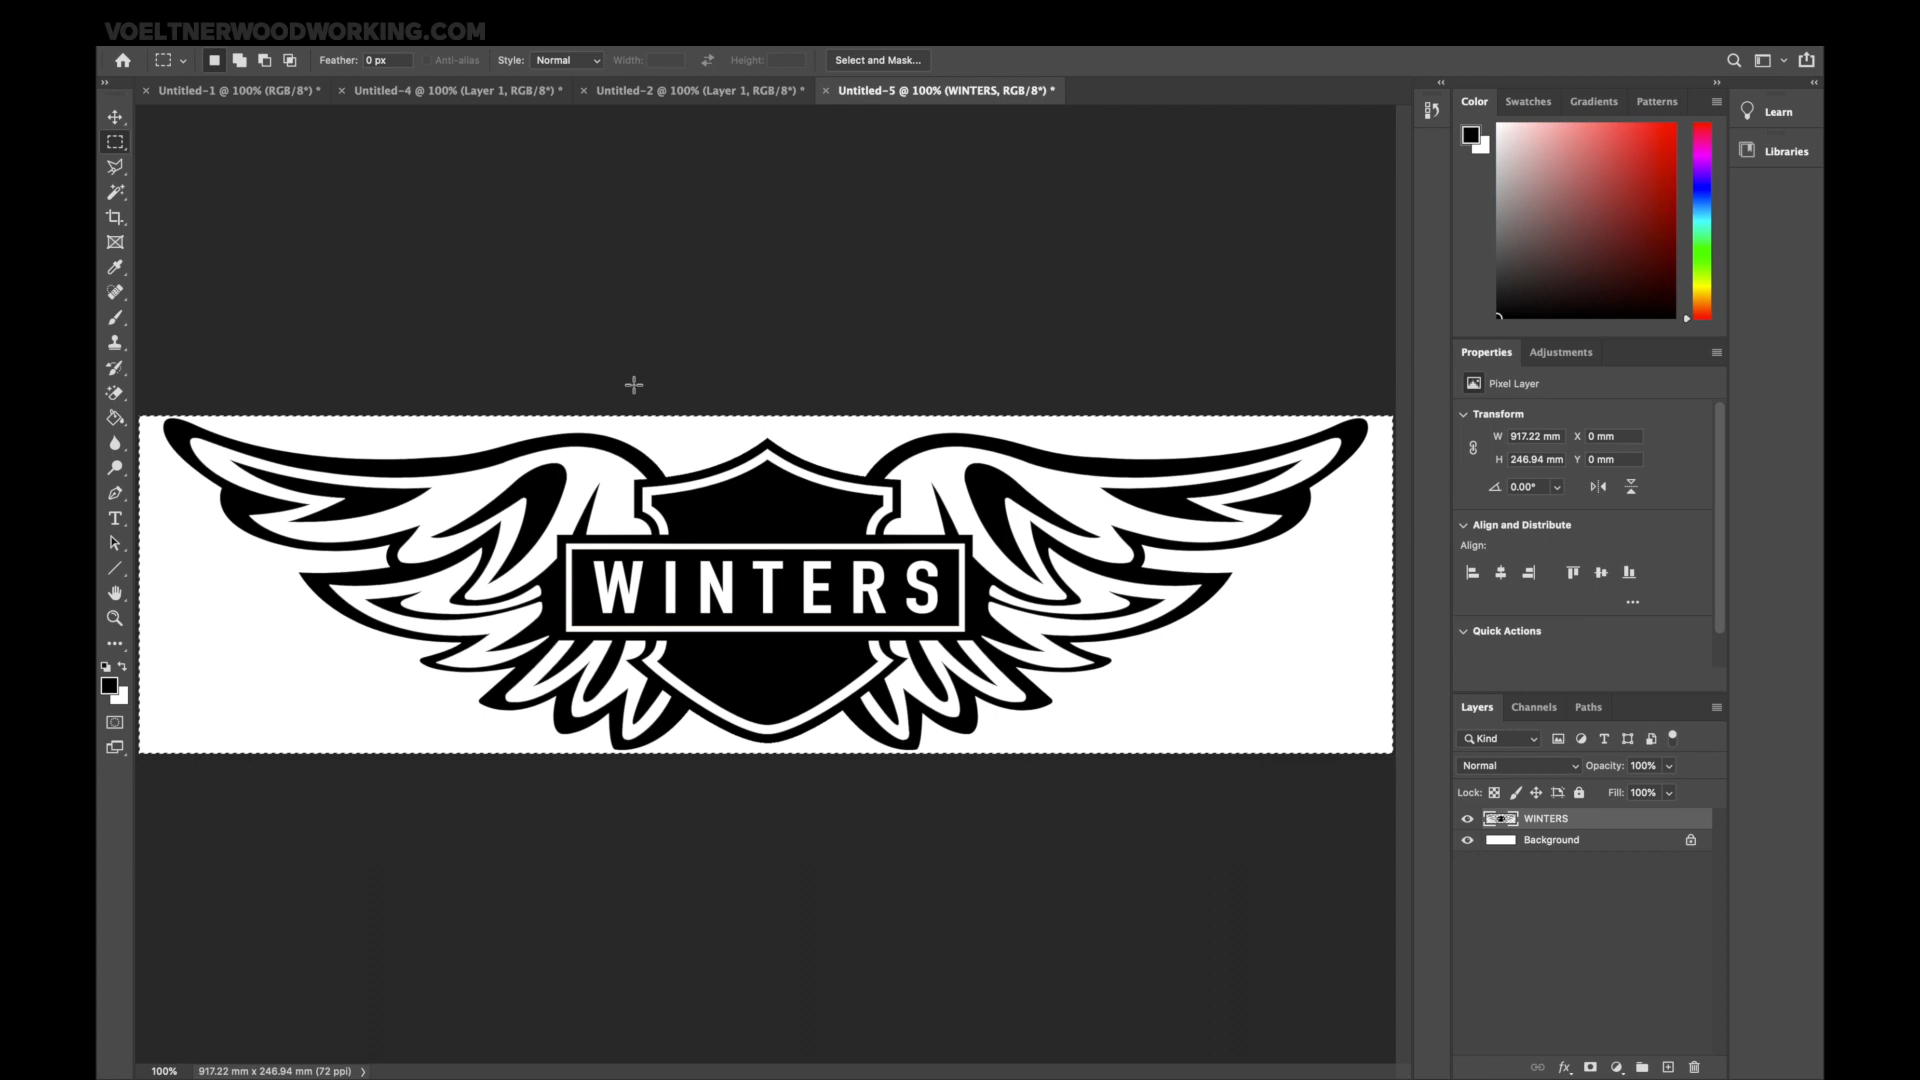 VOELTNERWOODWORKING.COM
Feather: 0 px Anti-alias Style: Normal Width: Height: Select and Mask...
Untitled-1 @ 100% (RGB/8*) * Untitled-4 @ 100% (Layer 1, RGB/8*) * Untitled-2 @ 100% (Layer 1, RGB/8*) * Untitled-5 @ 100% (WINTERS, RGB/8*) *
Color Swatches Gradients Patterns
Learn
Libraries
Properties Adjustments
Pixel Layer
Transform
W 917.22 mm X 0 mm
H 246.94 mm Y 0 mm
0.00°
Align and Distribute
Align:
Quick Actions
WINTERS
Layers Channels Paths
Kind
Normal Opacity: 100%
Lock: Fill: 100%
WINTERS
Background
100% 917.22 mm x 246.94 mm (72 ppi)